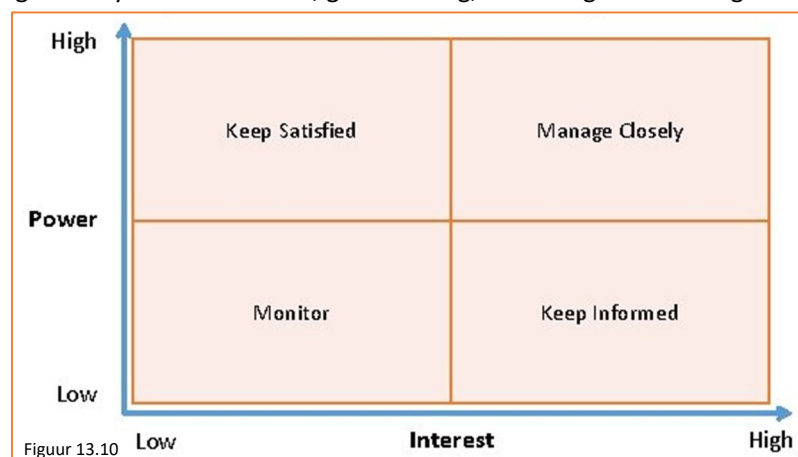 High
Keep Satisfied
Manage Closely
Power
Monitor
Keep Informed
Low
Figuur 13.10
Low
Interest
High